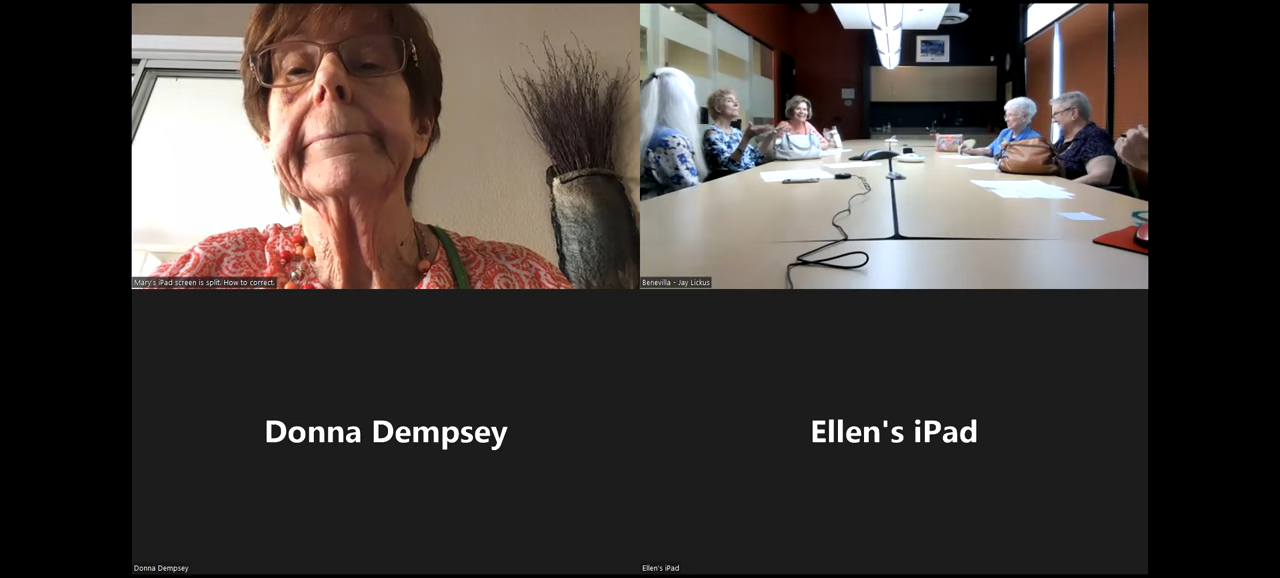 Mary's iPad screen is split. How to correct.
Benevilla - Jay Lickus
Donna Dempsey
Ellen's iPad
Donna Dempsey
Ellen's iPad